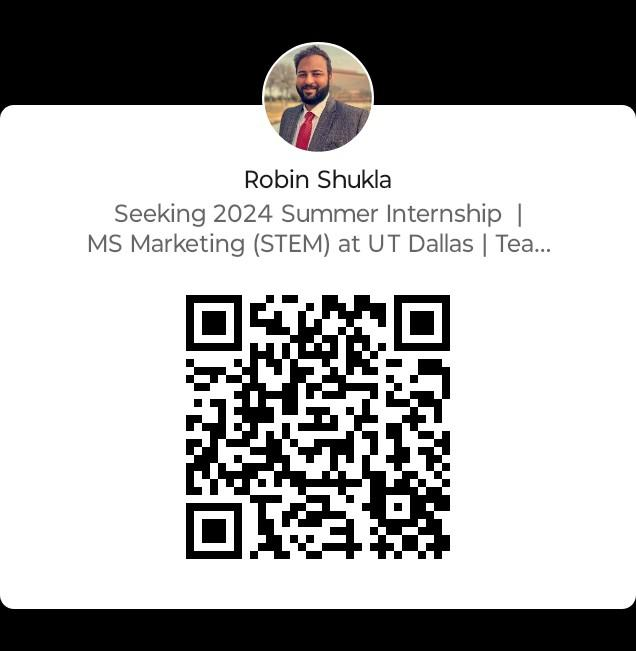 Robin Shukla
Seeking 2024 Summer Internship |
MS Marketing (STEM) at UT Dallas | Tea...